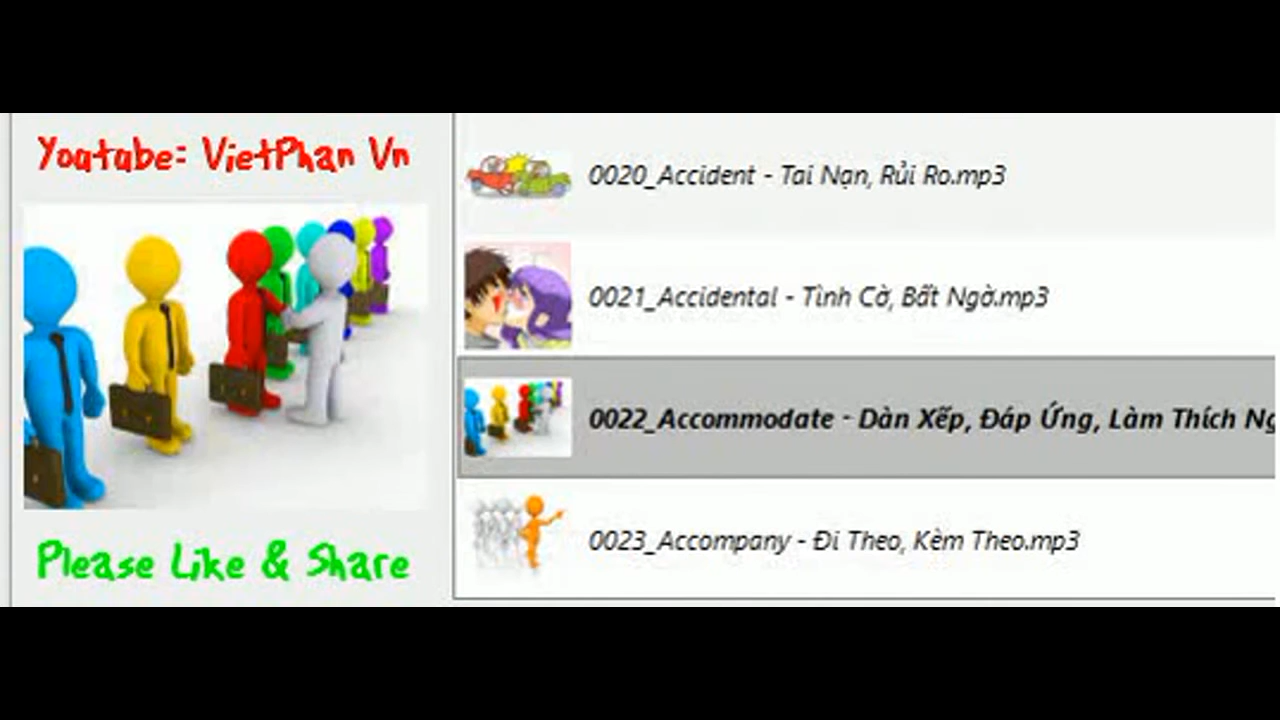 Youtube: VietPhan Vn
Please Like & Share
0020_Accident - Tai Nạn, Rủi Ro.mp3
0021_Accidental - Tình Cờ, Bất Ngờ.mp3
0022_Accommodate - Dàn Xếp, Đáp Ứng, Làm Thích
0023_Accompany - Đi Theo, Kèm Theo.mp3